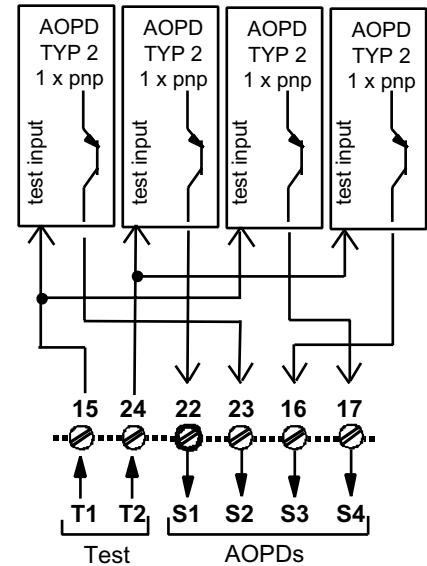 AOPD AOPD AOPD AOPD
TYP 2 TYP 2 TYP 2 TYP 2
1 x pnp 1 x pnp 1 x pnp 1 x pnp
test input test input test input test input
15 24 22 23 16 17
T1 T2 S1 S2 S3 S4
Test AOPDs